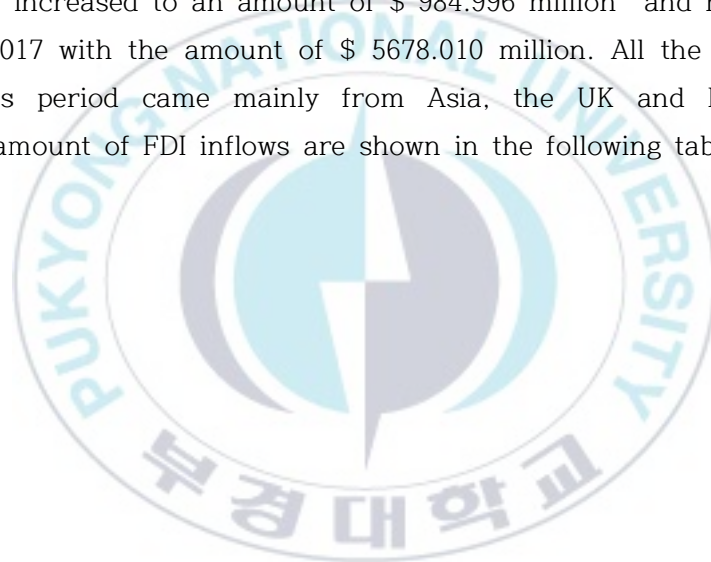 increased to an amount of $ 984.996 million and
017 with the amount of $ 5678.010 million. All the
s period came mainly from Asia, the UK and
amount of FDI inflows are shown in the following tab
PUKYONG NATIONAL UNIVERSITY
부경대학교